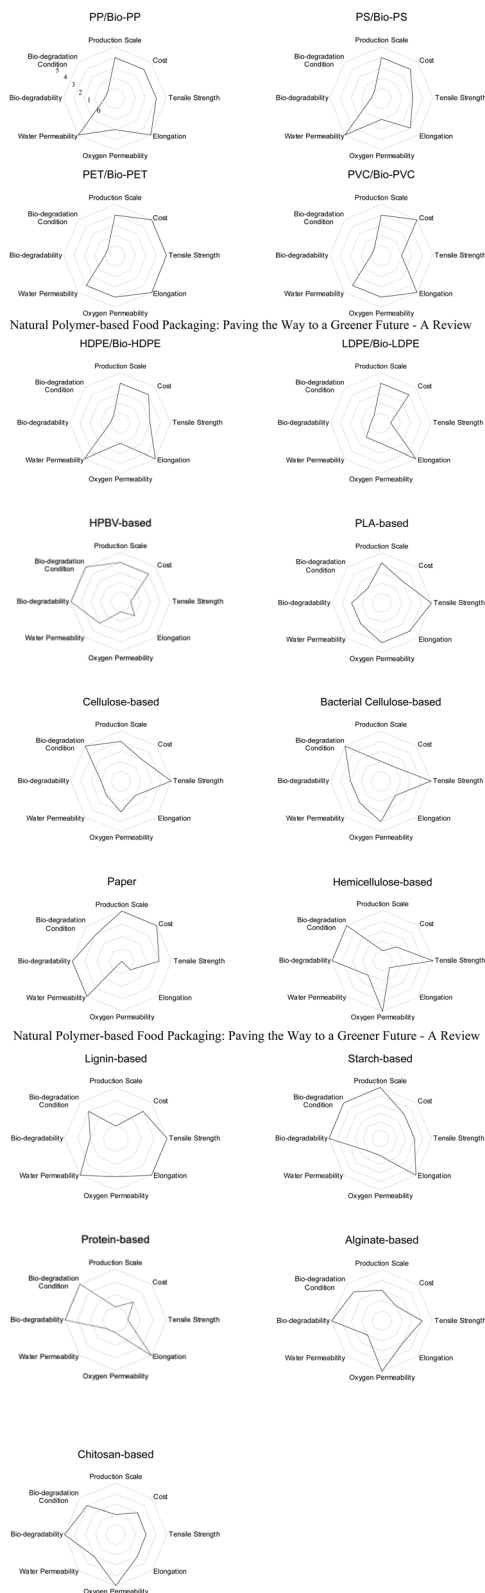 PP/Bio-PP
PS/Bio-PS
Production Scale
Production Scale
Bio-degradation
Condition
Cost
Bio-degradation
Condition
Cost
5
4
3
2
1
0
Bio-degradability
Tensile Strength
Bio-degradability
Tensile Strength
Water Permeability
Elongation
Water Permeability
Elongation
Oxygen Permeability
Oxygen Permeability
PET/Bio-PET
PVC/Bio-PVC
Production Scale
Production Scale
Bio-degradation
Condition
Cost
Bio-degradation
Condition
Cost
Bio-degradability
Tensile Strength
Bio-degradability
Tensile Strength
Water Permeability
Elongation
Water Permeability
Elongation
Oxygen Permeability
Oxygen Permeability
Natural Polymer-based Food Packaging: Paving the Way to a Greener Future - A Review
HDPE/Bio-HDPE
LDPE/Bio-LDPE
Production Scale
Production Scale
Bio-degradation
Condition
Cost
Bio-degradation
Condition
Cost
Bio-degradability
Tensile Strength
Bio-degradability
Tensile Strength
Water Permeability
Elongation
Water Permeability
Elongation
Oxygen Permeability
Oxygen Permeability
HPBV-based
PLA-based
Production Scale
Production Scale
Bio-degradation
Condition
Cost
Bio-degradation
Condition
Cost
Bio-degradability
Tensile Strength
Bio-degradability
Tensile Strength
Water Permeability
Elongation
Water Permeability
Elongation
Oxygen Permeability
Oxygen Permeability
Cellulose-based
Bacterial Cellulose-based
Production Scale
Production Scale
Bio-degradation
Condition
Cost
Bio-degradation
Condition
Cost
Bio-degradability
Tensile Strength
Bio-degradability
Tensile Strength
Water Permeability
Elongation
Water Permeability
Elongation
Oxygen Permeability
Oxygen Permeability
Paper
Hemicellulose-based
Production Scale
Production Scale
Bio-degradation
Condition
Cost
Bio-degradation
Condition
Cost
Bio-degradability
Tensile Strength
Bio-degradability
Tensile Strength
Water Permeability
Elongation
Water Permeability
Elongation
Oxygen Permeability
Oxygen Permeability
Natural Polymer-based Food Packaging: Paving the Way to a Greener Future - A Review
Lignin-based
Starch-based
Production Scale
Production Scale
Bio-degradation
Condition
Cost
Bio-degradation
Condition
Cost
Bio-degradability
Tensile Strength
Bio-degradability
Tensile Strength
Water Permeability
Elongation
Water Permeability
Elongation
Oxygen Permeability
Oxygen Permeability
Protein-based
Alginate-based
Production Scale
Production Scale
Bio-degradation
Condition
Cost
Bio-degradation
Condition
Cost
Bio-degradability
Tensile Strength
Bio-degradability
Tensile Strength
Water Permeability
Elongation
Water Permeability
Elongation
Oxygen Permeability
Oxygen Permeability
Chitosan-based
Production Scale
Bio-degradation
Condition
Cost
Bio-degradability
Tensile Strength
Water Permeability
Elongation
Oxygen Permeability